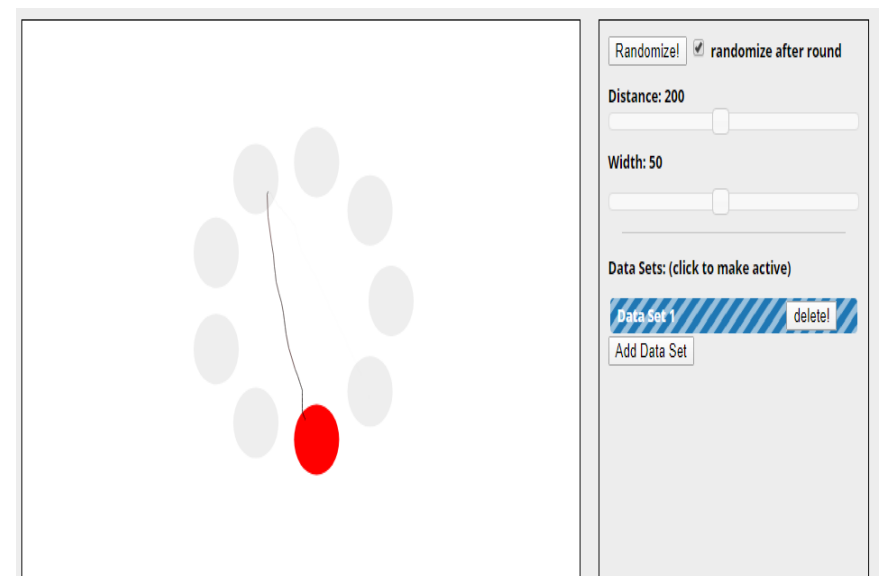 Randomize! randomize after round
Distance: 200
Width: 50
Data Sets: (click to make active)
Data Set 1 delete!
Add Data Set